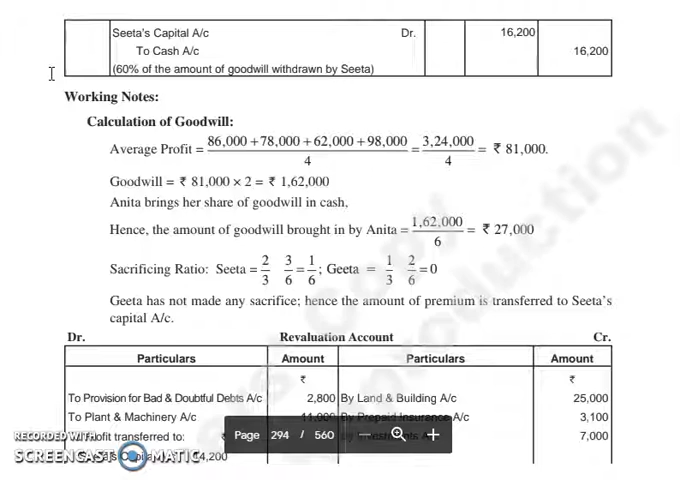 Seeta's Capital A/c Dr. 16,200
To Cash A/c 16,200
(60% of the amount of goodwill withdrawn by Seeta)
Working Notes:
Calculation of Goodwill:
Average Profit = 86,000+78,000+62,000+98,000 / 4 = 3,24,000 / 4 = ₹ 81,000.
Goodwill = ₹ 81,000 × 2 = ₹ 1,62,000
Anita brings her share of goodwill in cash,
Hence, the amount of goodwill brought in by Anita = 1,62,000 / 6 = ₹ 27,000
Sacrificing Ratio: Seeta = 2/3 3/6 = 1/6; Geeta = 1/3 2/6 = 0
Geeta has not made any sacrifice; hence the amount of premium is transferred to Seeta's
capital A/c.
Dr. Revaluation Account Cr.
Particulars Amount Particulars Amount
₹ ₹
To Provision for Bad & Doubtful Debts A/c 2,800 By Land & Building A/c 25,000
To Plant & Machinery A/c 11,000 By Prepaid Insurance A/c 3,100
transferred to: 7,000
4,200
Page 294 / 560
RECORDED WITH
SCREENCAST MATIC